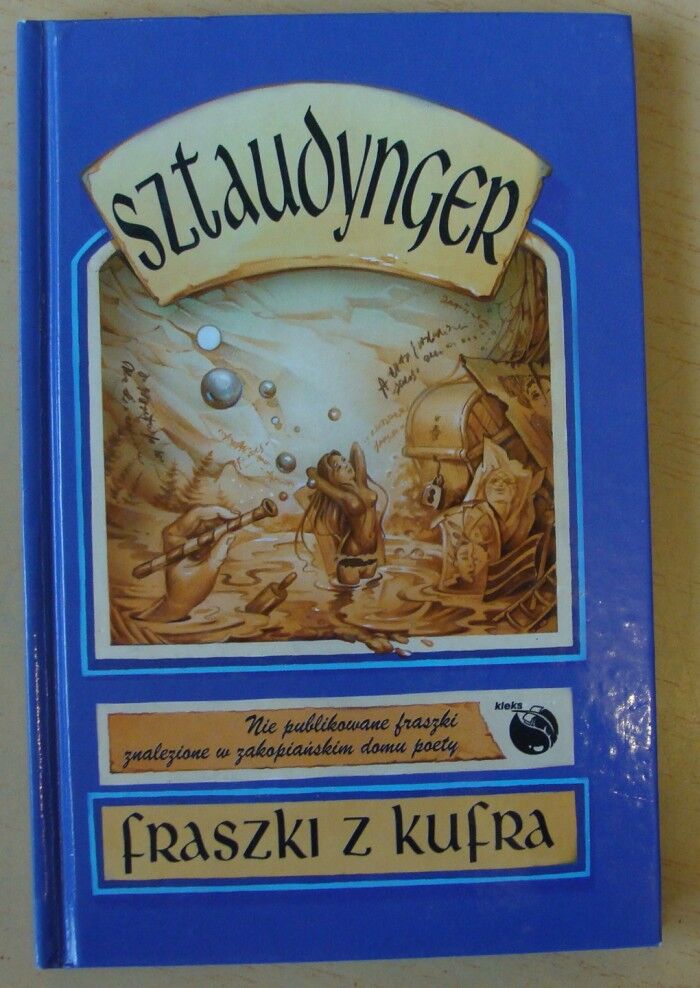 Sztaudynger
kleks
Nie publikowane fraszki
znalezione w zakopiańskim domu poety
fraszki z kufra